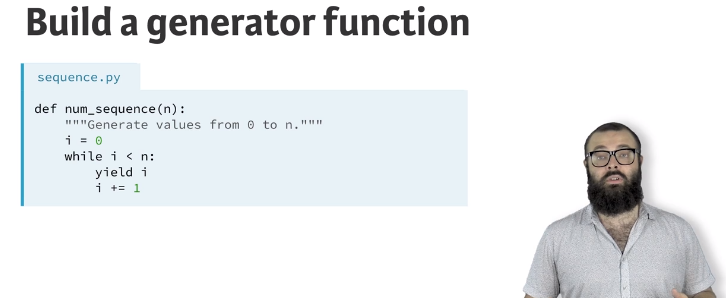 Build a generator function
sequence.py
def num_sequence(n):
    """Generate values from 0 to n."""
    i = 0
    while i < n:
        yield i
        i += 1